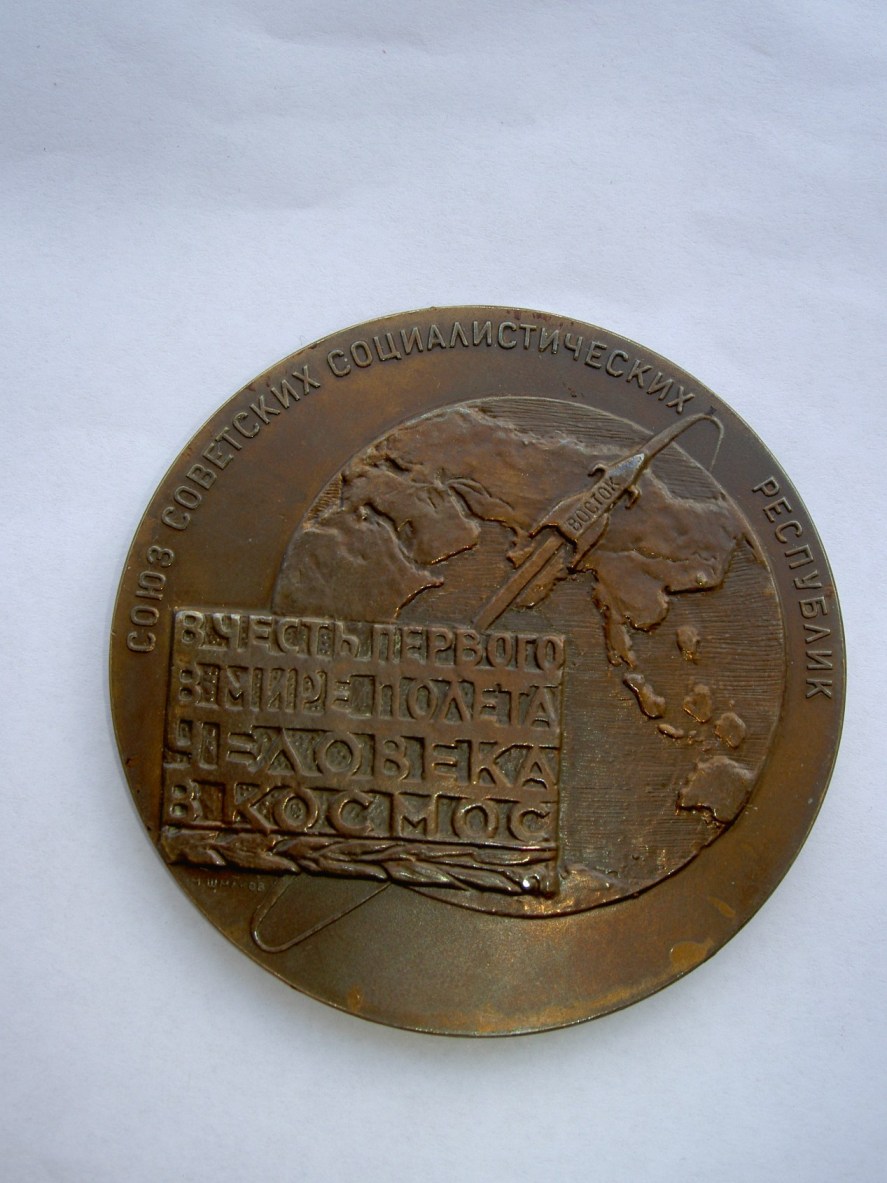 СОЮЗ СОВЕТСКИХ СОЦИАЛИСТИЧЕСКИХ РЕСПУБЛИК
ВОСТОК
В ЧЕСТЬ ПЕРВОГО
В МИРЕ ПОЛЕТА
ЧЕЛОВЕКА
В КОСМОС